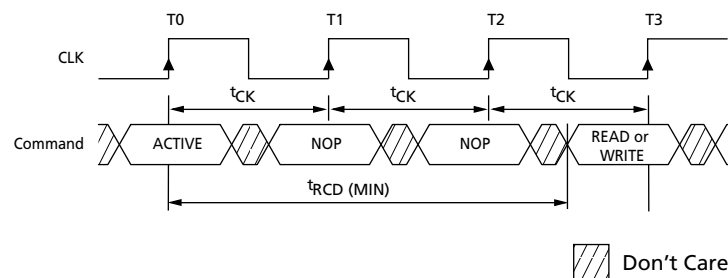 T0 T1 T2 T3
CLK
tCK tCK tCK
Command ACTIVE NOP NOP READ or
WRITE
tRCD (MIN)
Don't Care